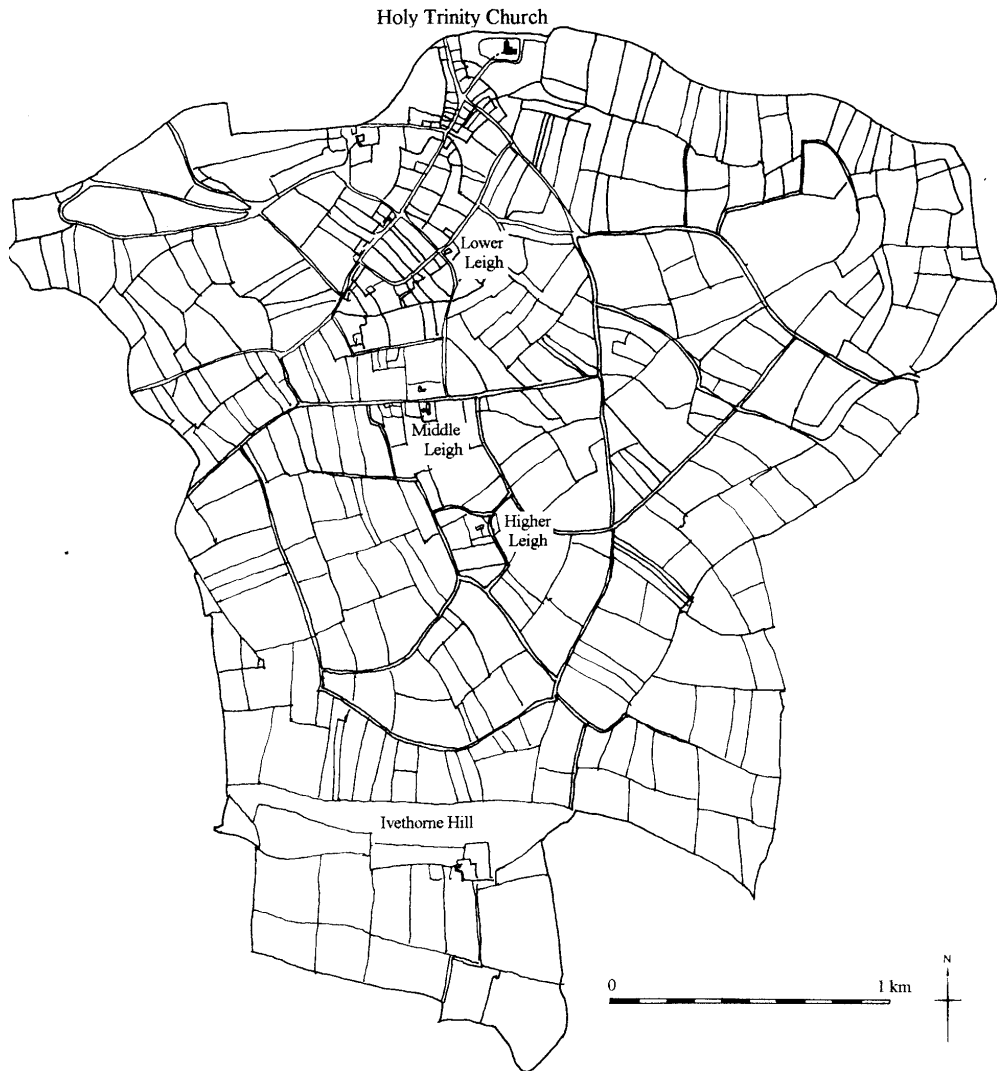 Holy Trinity Church
Lower
Leigh
Middle
Leigh
Higher
Leigh
Ivethorne Hill
0
1 km
N